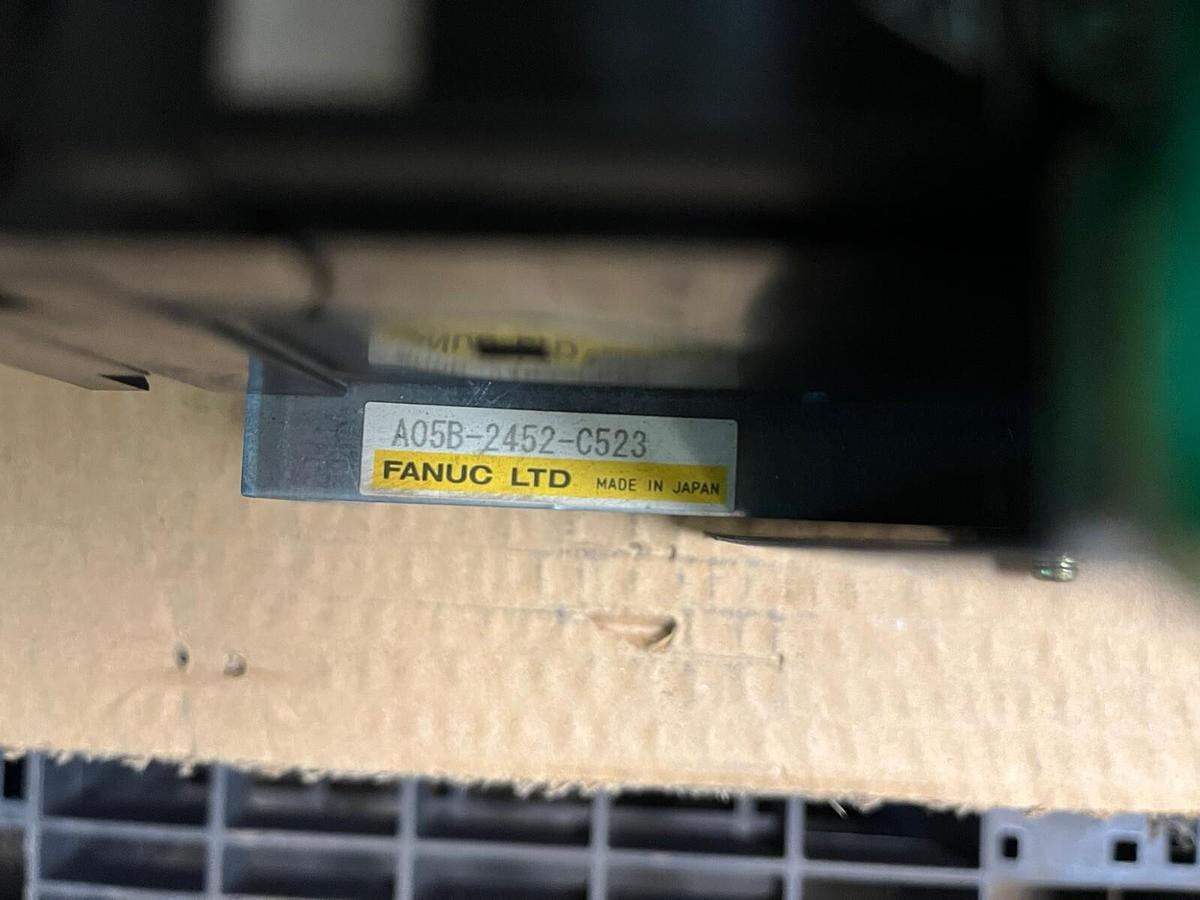 A05B-2452-C523
FANUC LTD MADE IN JAPAN